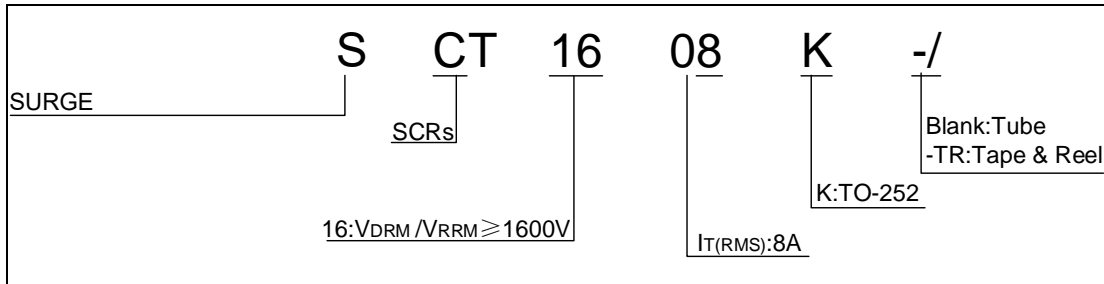 S CT 16 08 K -/
SURGE
SCRs
Blank:Tube
-TR:Tape & Reel
K:TO-252
16:VDRM /VRRM≥1600V
IT(RMS):8A